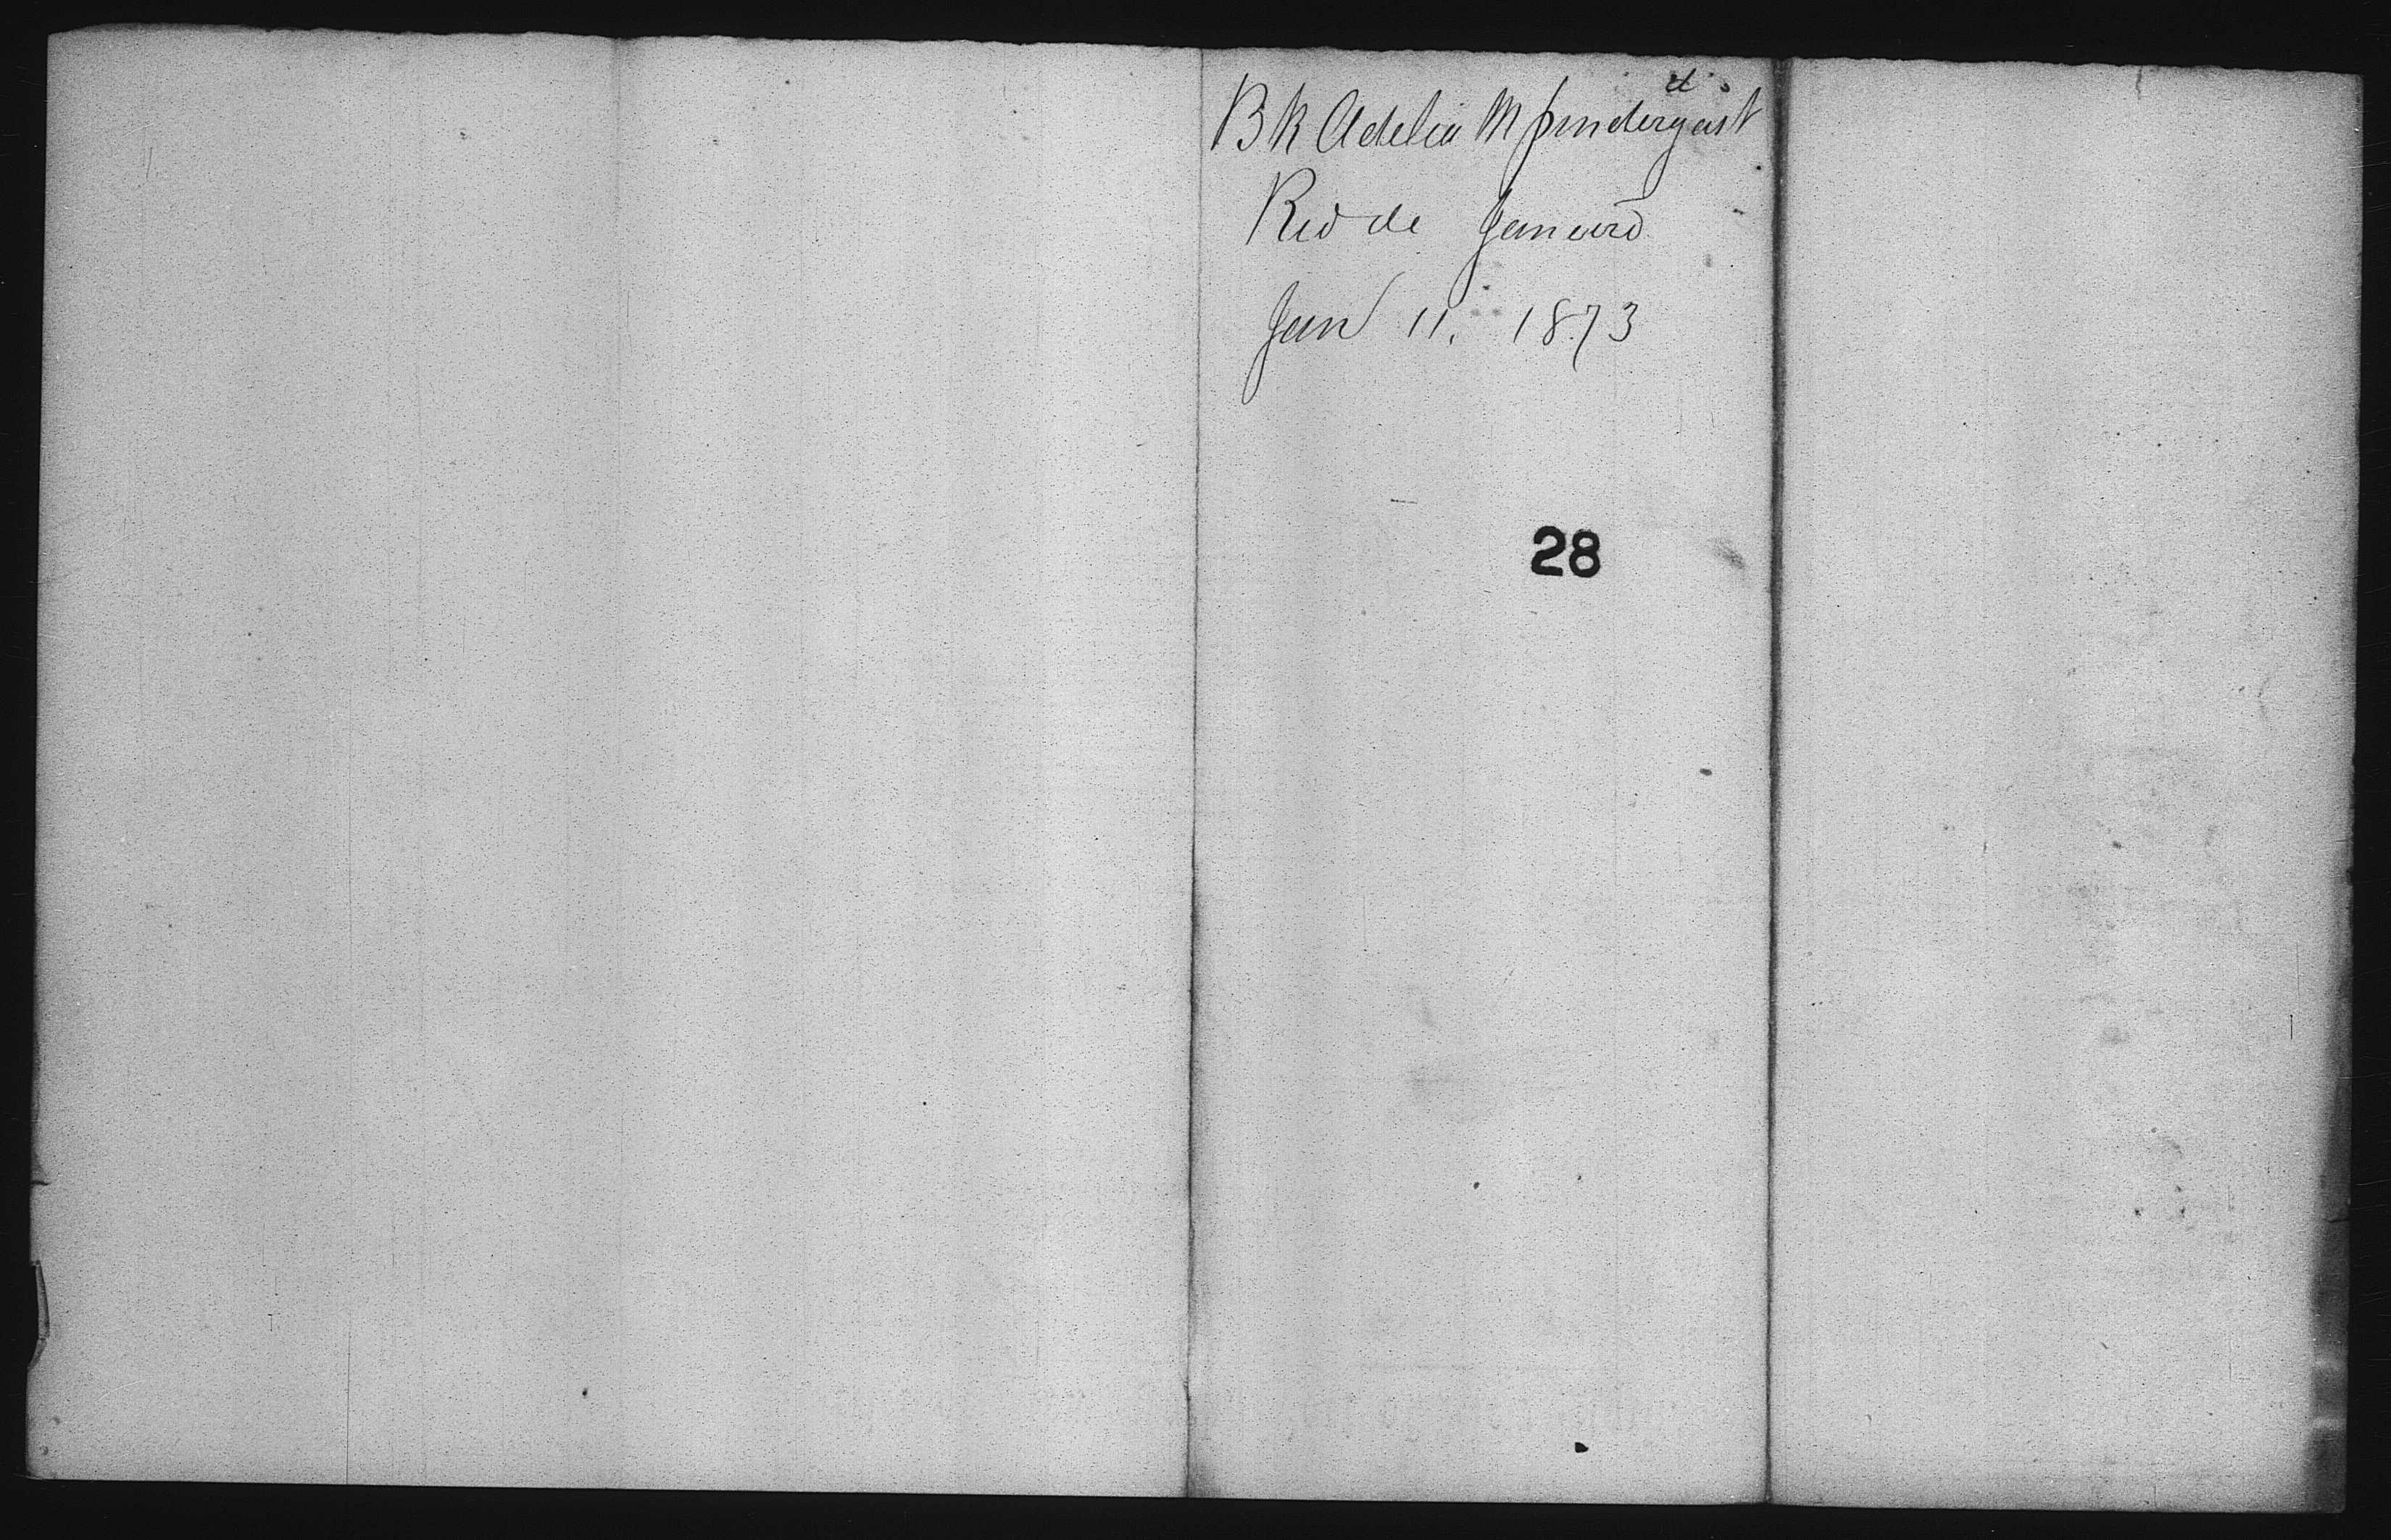 Bk Adelia M pendergast
Rio de Janeiro
Jan 11. 1873
28